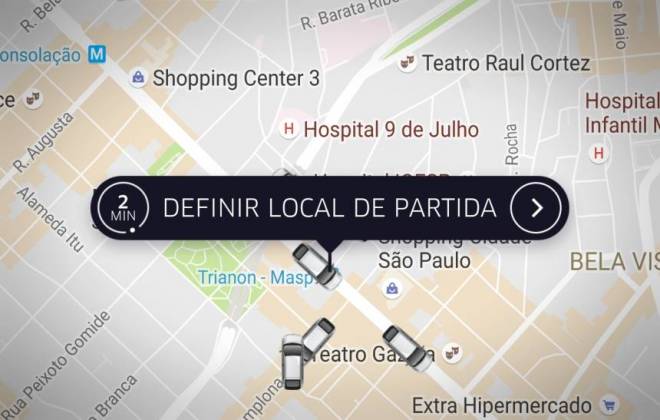 R. Barata Ribe
onsolação M
Shopping Center 3
Teatro Raul Cortez
de Maio
ce
R. Augusta
H Hospital 9 de Julho
Hospital
Infantil M
H
Rocha
Alameda Itu
2
MIN
DEFINIR LOCAL DE PARTIDA
Shopping Cidade
São Paulo
BELA VIS
Trianon - Masp
Rua Peixoto Gomide
Teatro Gaz
Branca
mplona
Extra Hipermercado